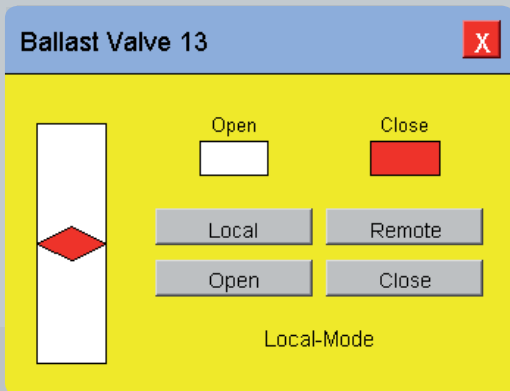 Ballast Valve 13 X
Open Close
Local Remote
Open Close
Local-Mode